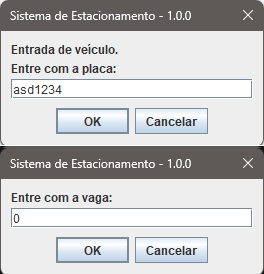 Sistema de Estacionamento - 1.0.0
Entrada de veículo.
Entre com a placa:
asd1234
OK Cancelar
Sistema de Estacionamento - 1.0.0
Entre com a vaga:
0
OK Cancelar